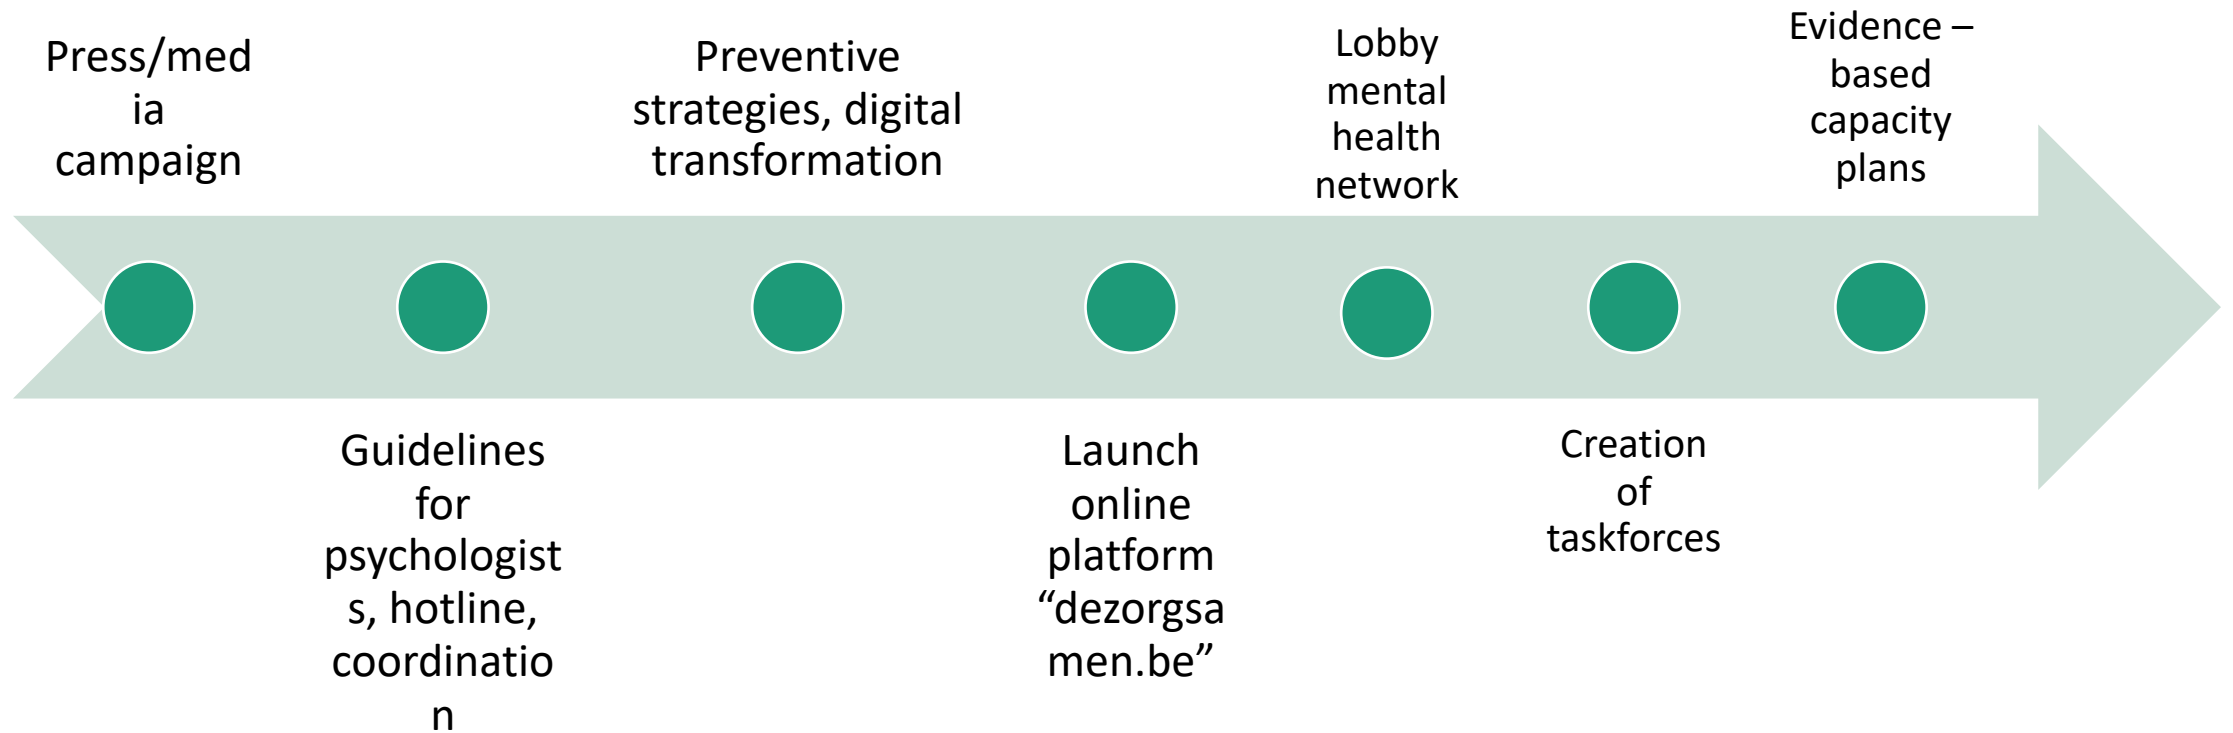 Press/med
ia
campaign
Guidelines
for
psychologist
s, hotline,
coordinatio
n
Preventive
strategies, digital
transformation
Launch
online
platform
“dezorgsa
men.be”
Lobby
mental
health
network
Creation
of
taskforces
Evidence –
based
capacity
plans